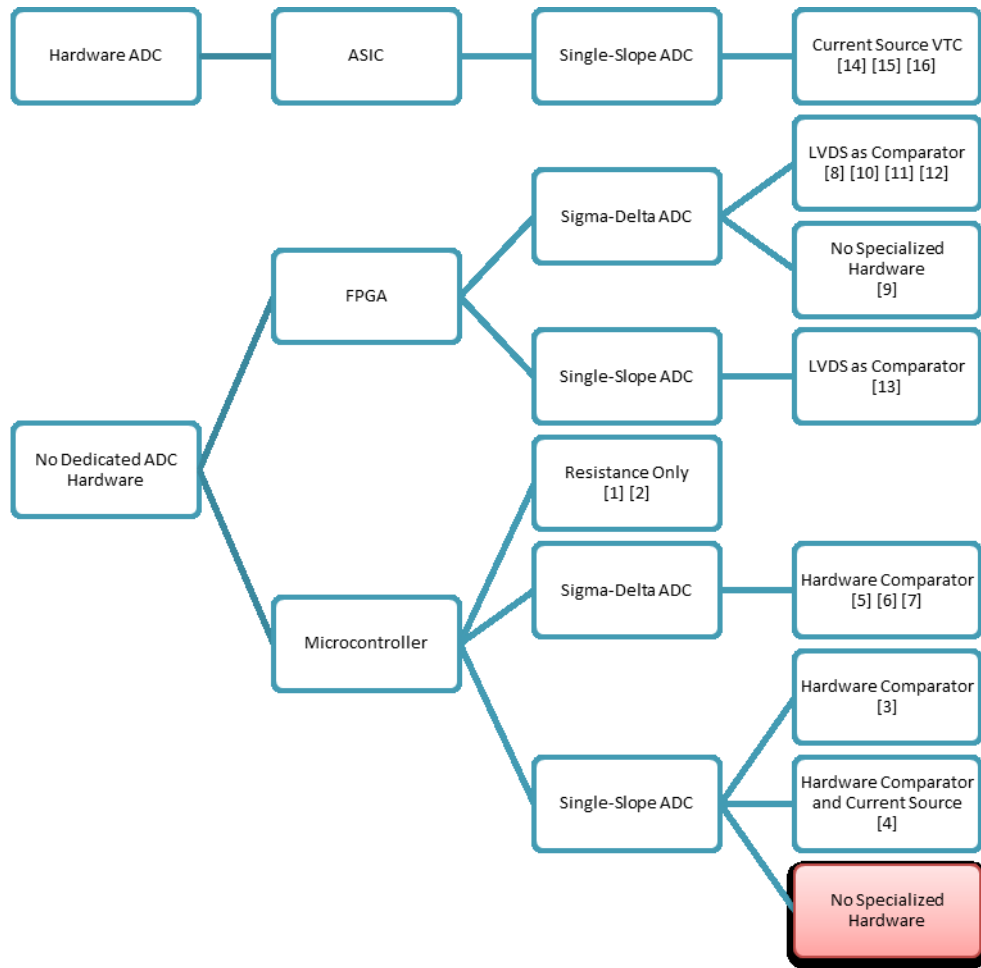 Hardware ADC
ASIC
Single-Slope ADC
Current Source VTC
[14] [15] [16]
No Dedicated ADC
Hardware
FPGA
Sigma-Delta ADC
LVDS as Comparator
[8] [10] [11] [12]
No Specialized
Hardware
[9]
Single-Slope ADC
LVDS as Comparator
[13]
Microcontroller
Resistance Only
[1] [2]
Sigma-Delta ADC
Hardware Comparator
[5] [6] [7]
Single-Slope ADC
Hardware Comparator
[3]
Hardware Comparator
and Current Source
[4]
No Specialized
Hardware